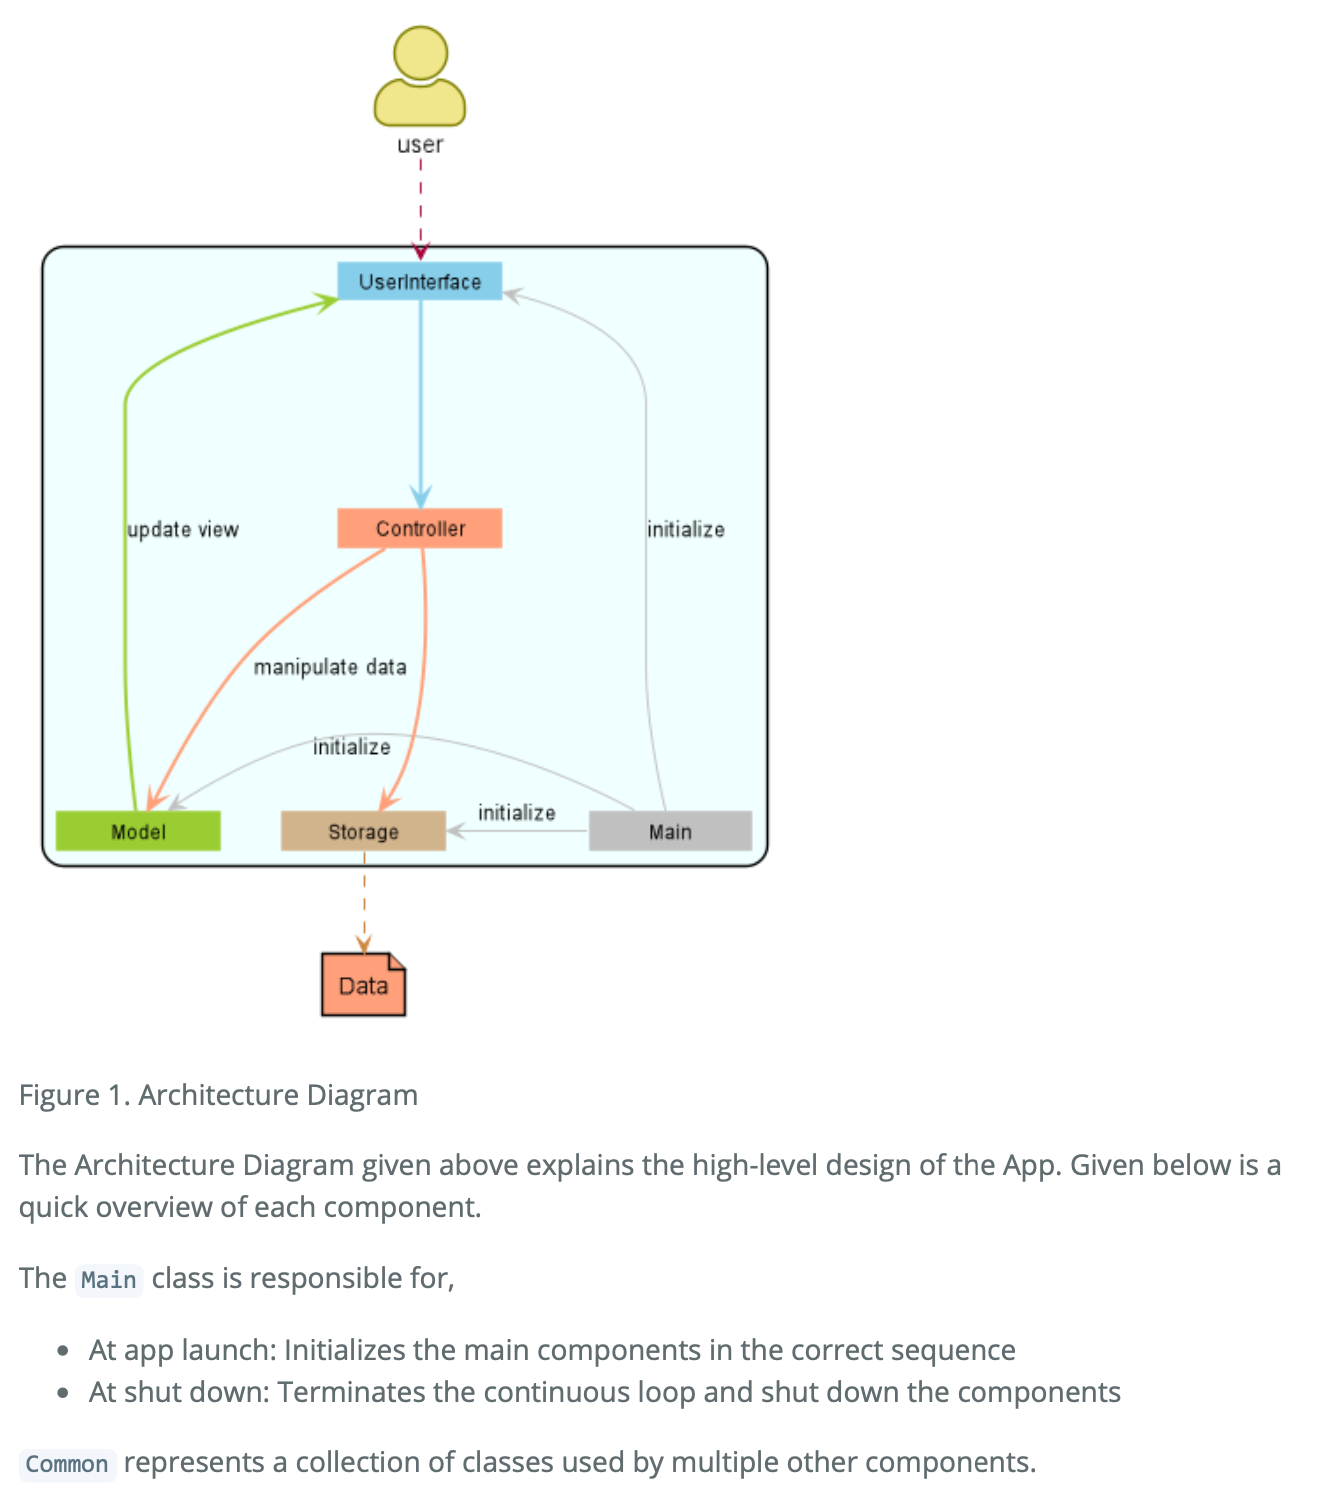 user
UserInterface
update view
Controller
initialize
manipulate data
initialize
initialize
Model
Storage
Main
Data
Figure 1. Architecture Diagram
The Architecture Diagram given above explains the high-level design of the App. Given below is a
quick overview of each component.
The Main class is responsible for,
• At app launch: Initializes the main components in the correct sequence
• At shut down: Terminates the continuous loop and shut down the components
Common represents a collection of classes used by multiple other components.